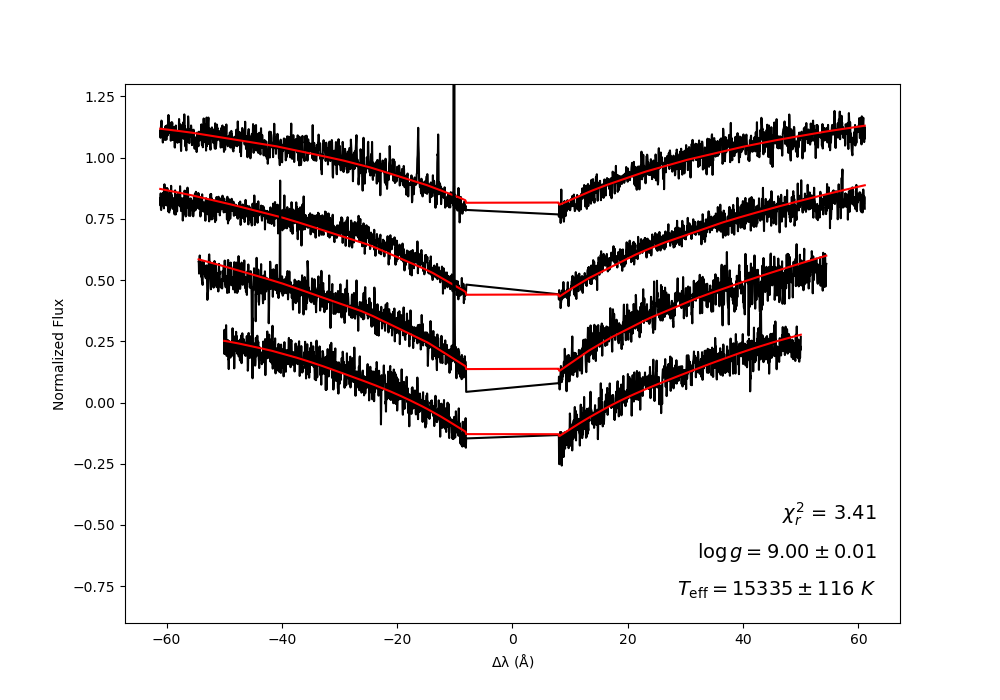 1.25
1.00
0.75
0.50
0.25
0.00
−0.25
−0.50
−0.75
Normalized Flux
χ²ᵣ = 3.41
log g = 9.00 ± 0.01
T_eff = 15335 ± 116 K
−60 −40 −20 0 20 40 60
Δλ (Å)